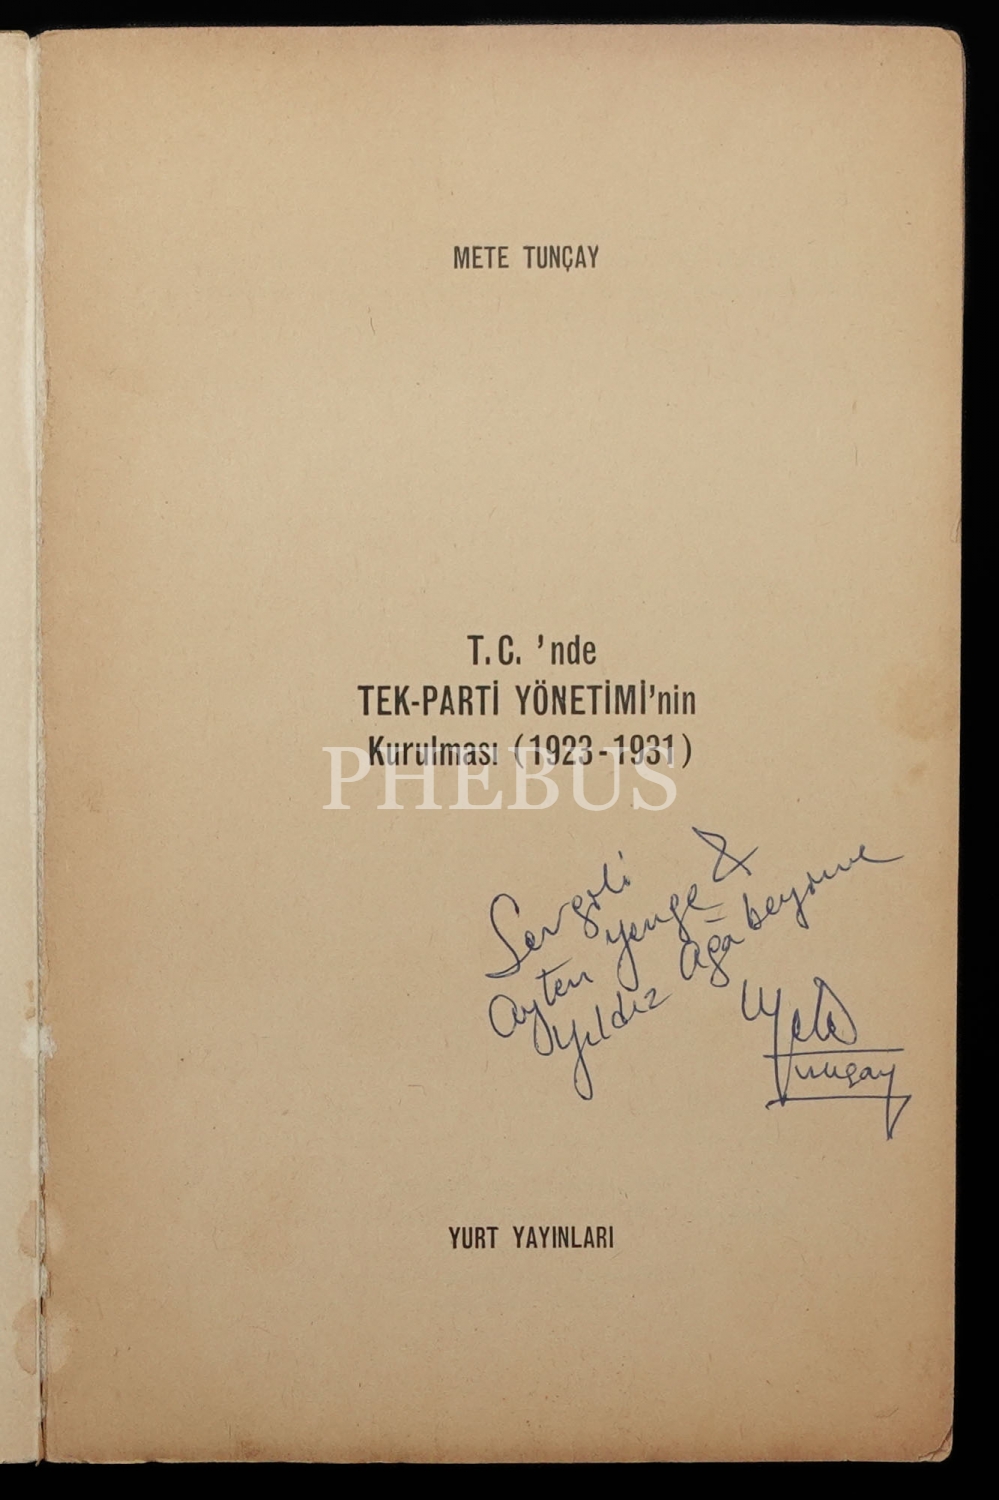 METE TUNÇAY
T.C. 'nde
TEK-PARTİ YÖNETİMİ'nin
Kurulması (1923-1931)
PHEBUS
Sevgili
Ayten yenge &
Yıldız Ağabeyime
Mete
Tunçay
YURT YAYINLARI